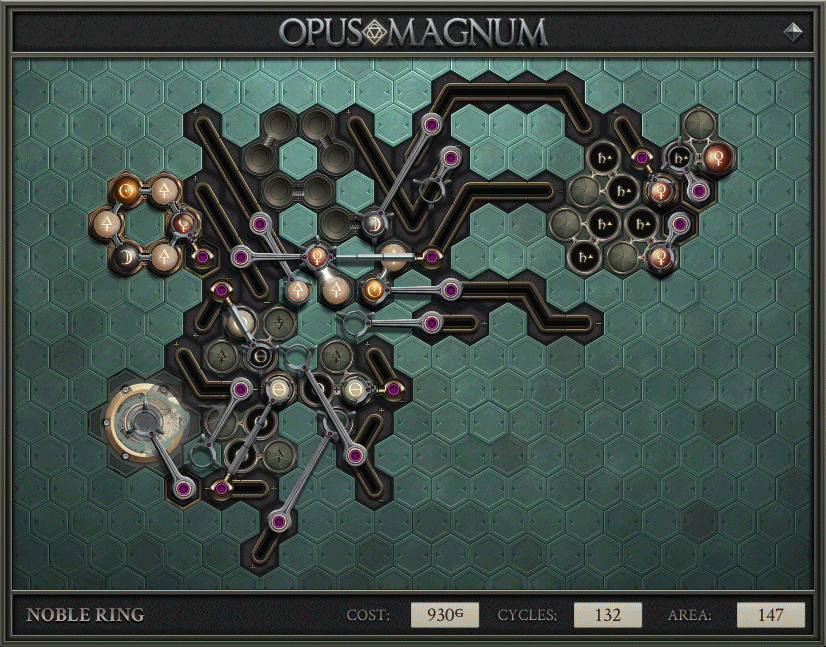 OPUS MAGNUM
NOBLE RING
COST: 930G
CYCLES: 132
AREA: 147